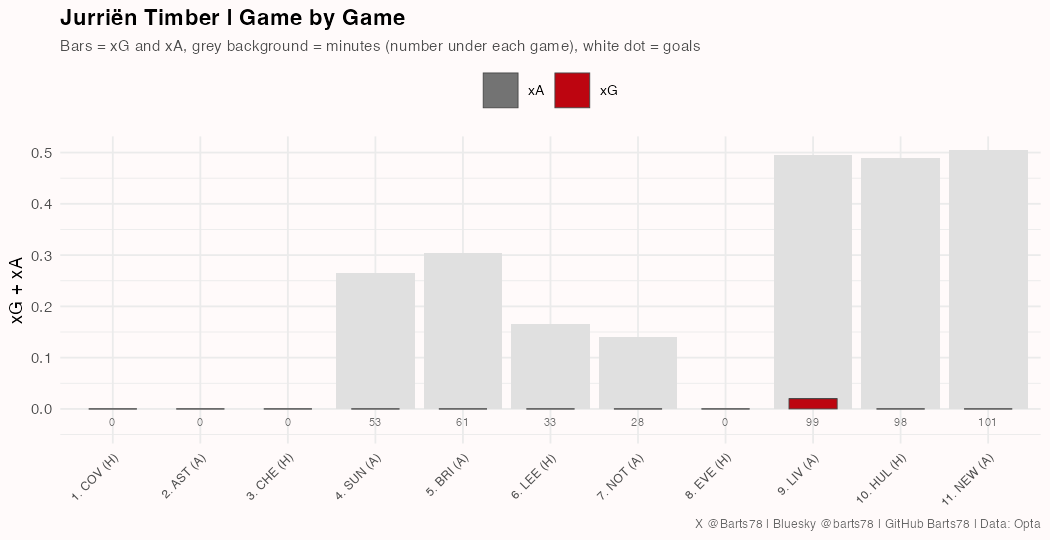 Jurriën Timber | Game by Game
Bars = xG and xA, grey background = minutes (number under each game), white dot = goals
xA xG
xG + xA
0.5
0.4
0.3
0.2
0.1
0.0
0 0 0 53 61 33 28 0 99 98 101
1. COV (H) 2. AST (A) 3. CHE (H) 4. SUN (A) 5. BRI (A) 6. LEE (H) 7. NOT (A) 8. EVE (H) 9. LIV (A) 10. HUL (H) 11. NEW (A)
X @Barts78 | Bluesky @barts78 | GitHub Barts78 | Data: Opta